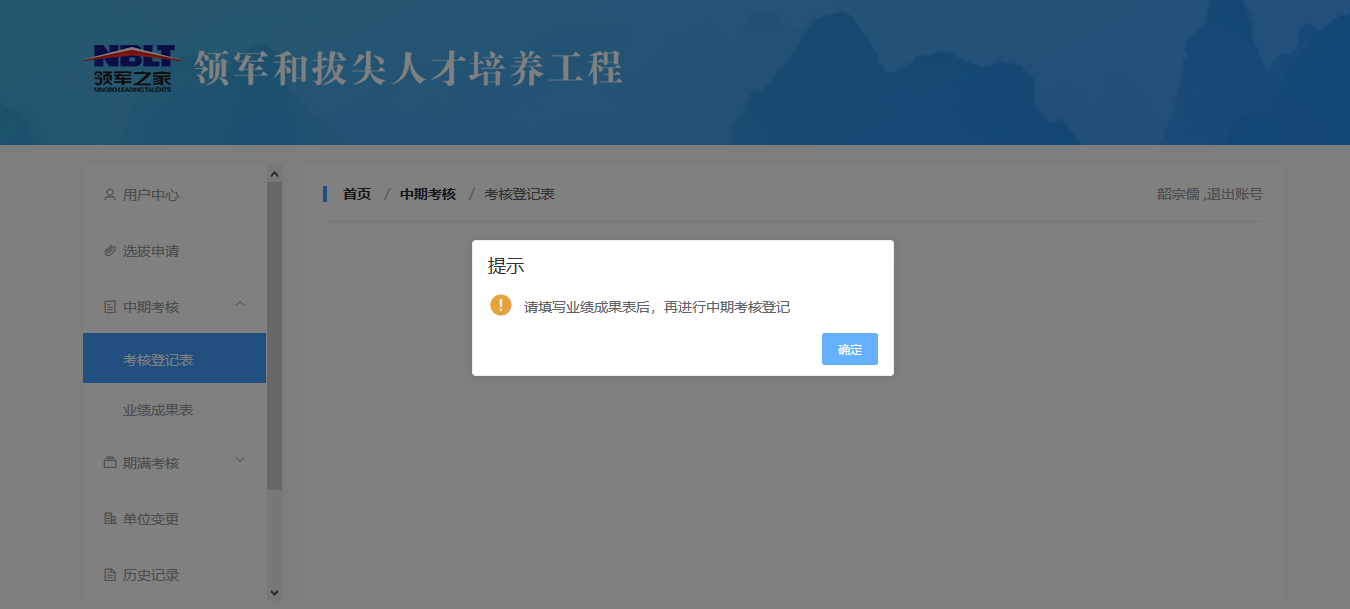 NBLT
领军之家
NINGBO LEADING TALENTS
领军和拔尖人才培养工程
用户中心
选拔申请
中期考核
考核登记表
业绩成果表
期满考核
单位变更
历史记录
首页 / 中期考核 / 考核登记表
韶宗儒 ,退出账号
提示
请填写业绩成果表后，再进行中期考核登记
确定